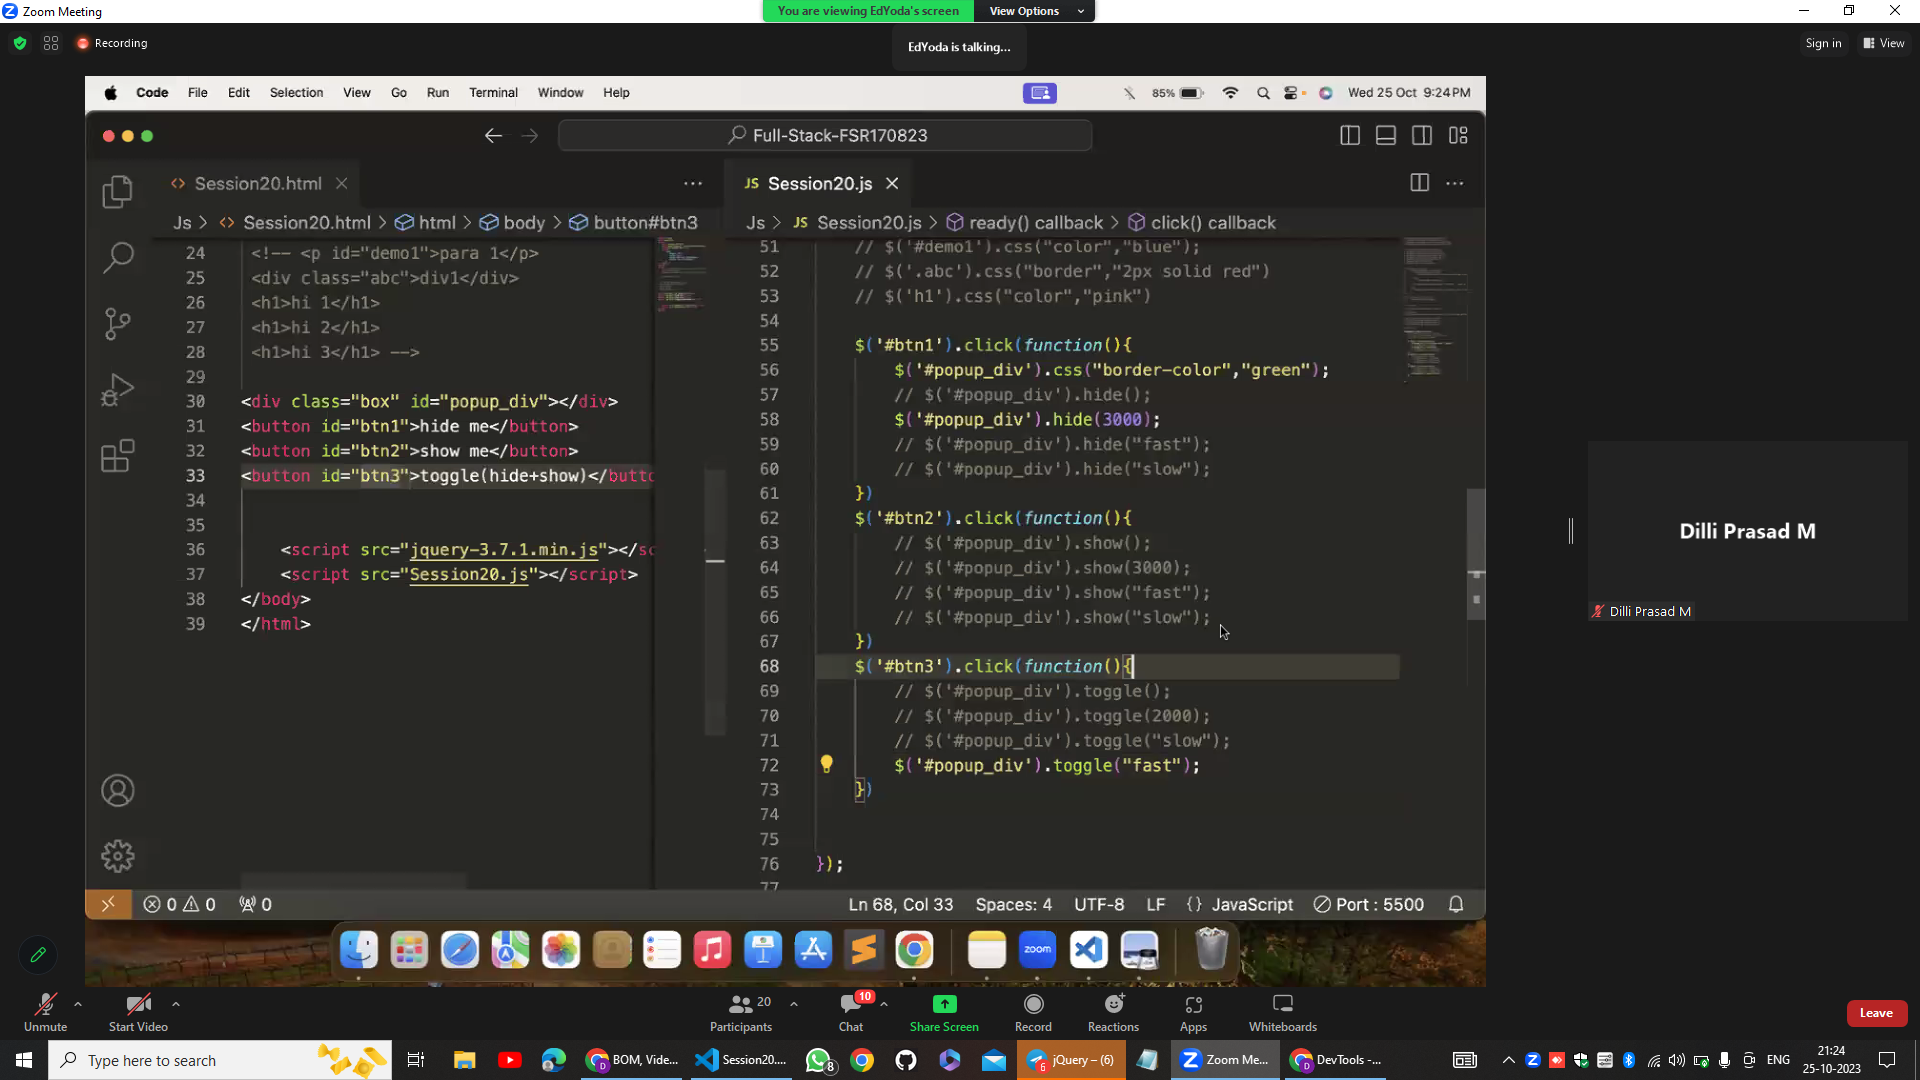 Zoom Meeting
You are viewing EdYoda's screen
View Options
Recording
EdYoda is talking...
Sign in
View
Code File Edit Selection View Go Run Terminal Window Help
85%
Wed 25 Oct 9:24PM
Full-Stack-FSR170823
Session20.html
Js > Session20.html > html > body > button#btn3
24 <!-- <p id="demo1">para 1</p>
25 <div class="abc">div1</div>
26 <h1>hi 1</h1>
27 <h1>hi 2</h1>
28 <h1>hi 3</h1> -->
29
30 <div class="box" id="popup_div"></div>
31 <button id="btn1">hide me</button>
32 <button id="btn2">show me</button>
33 <button id="btn3">toggle(hide+show)</butto
34
35
36 <script src="jquery-3.7.1.min.js"></sc
37 <script src="Session20.js"></script>
38 </body>
39 </html>
JS Session20.js
Js > JS Session20.js > ready() callback > click() callback
51 // $('#demo1').css("color","blue");
52 // $('.abc').css("border","2px solid red")
53 // $('h1').css("color","pink")
54
55 $('#btn1').click(function(){
56 $('#popup_div').css("border-color","green");
57 // $('#popup_div').hide();
58 $('#popup_div').hide(3000);
59 // $('#popup_div').hide("fast");
60 // $('#popup_div').hide("slow");
61 })
62 $('#btn2').click(function(){
63 // $('#popup_div').show();
64 // $('#popup_div').show(3000);
65 // $('#popup_div').show("fast");
66 // $('#popup_div').show("slow");
67 })
68 $('#btn3').click(function(){
69 // $('#popup_div').toggle();
70 // $('#popup_div').toggle(2000);
71 // $('#popup_div').toggle("slow");
72 $('#popup_div').toggle("fast");
73 })
74
75
76 });
77
0 0 0
Ln 68, Col 33 Spaces: 4 UTF-8 LF {} JavaScript Port : 5500
zoom
Dilli Prasad M
Dilli Prasad M
Unmute
Start Video
20
Participants
10
Chat
Share Screen
Record
Reactions
Apps
Whiteboards
Leave
Type here to search
BOM, Vide...
Session20....
8
jQuery – (6)
Zoom Me...
DevTools - ...
ENG
21:24
25-10-2023